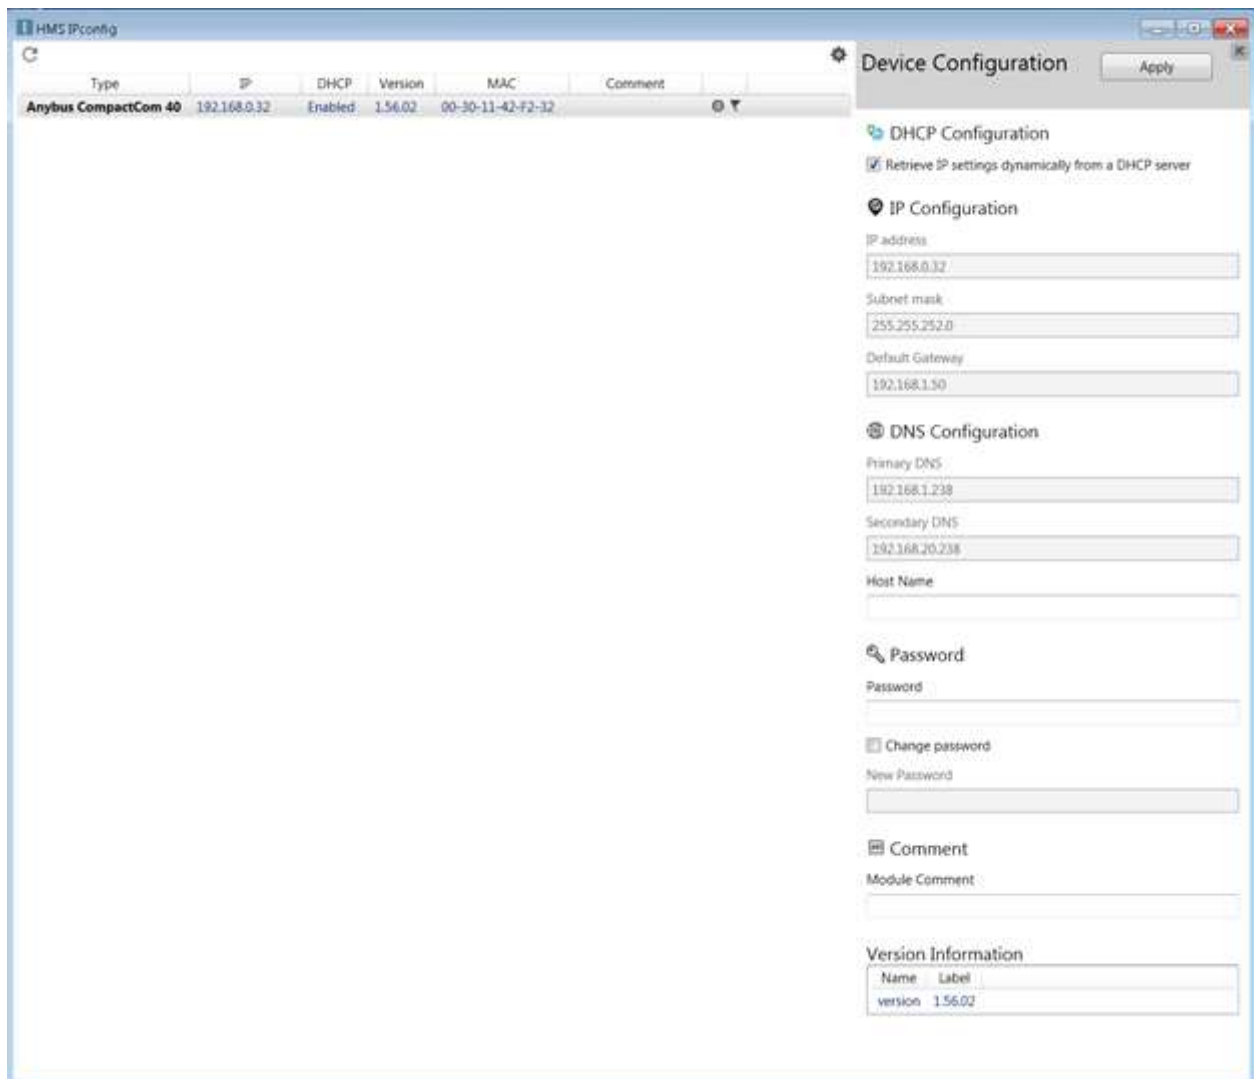 HMS IPconfig
Type IP DHCP Version MAC Comment
Anybus CompactCom 40 192.168.0.32 Enabled 1.56.02 00-30-11-42-F2-32
Device Configuration Apply
DHCP Configuration
Retrieve IP settings dynamically from a DHCP server
IP Configuration
IP address
192.168.0.32
Subnet mask
255.255.252.0
Default Gateway
192.168.1.50
DNS Configuration
Primary DNS
192.168.1.238
Secondary DNS
192.168.20.238
Host Name
Password
Password
Change password
New Password
Comment
Module Comment
Version Information
Name Label
version 1.56.02